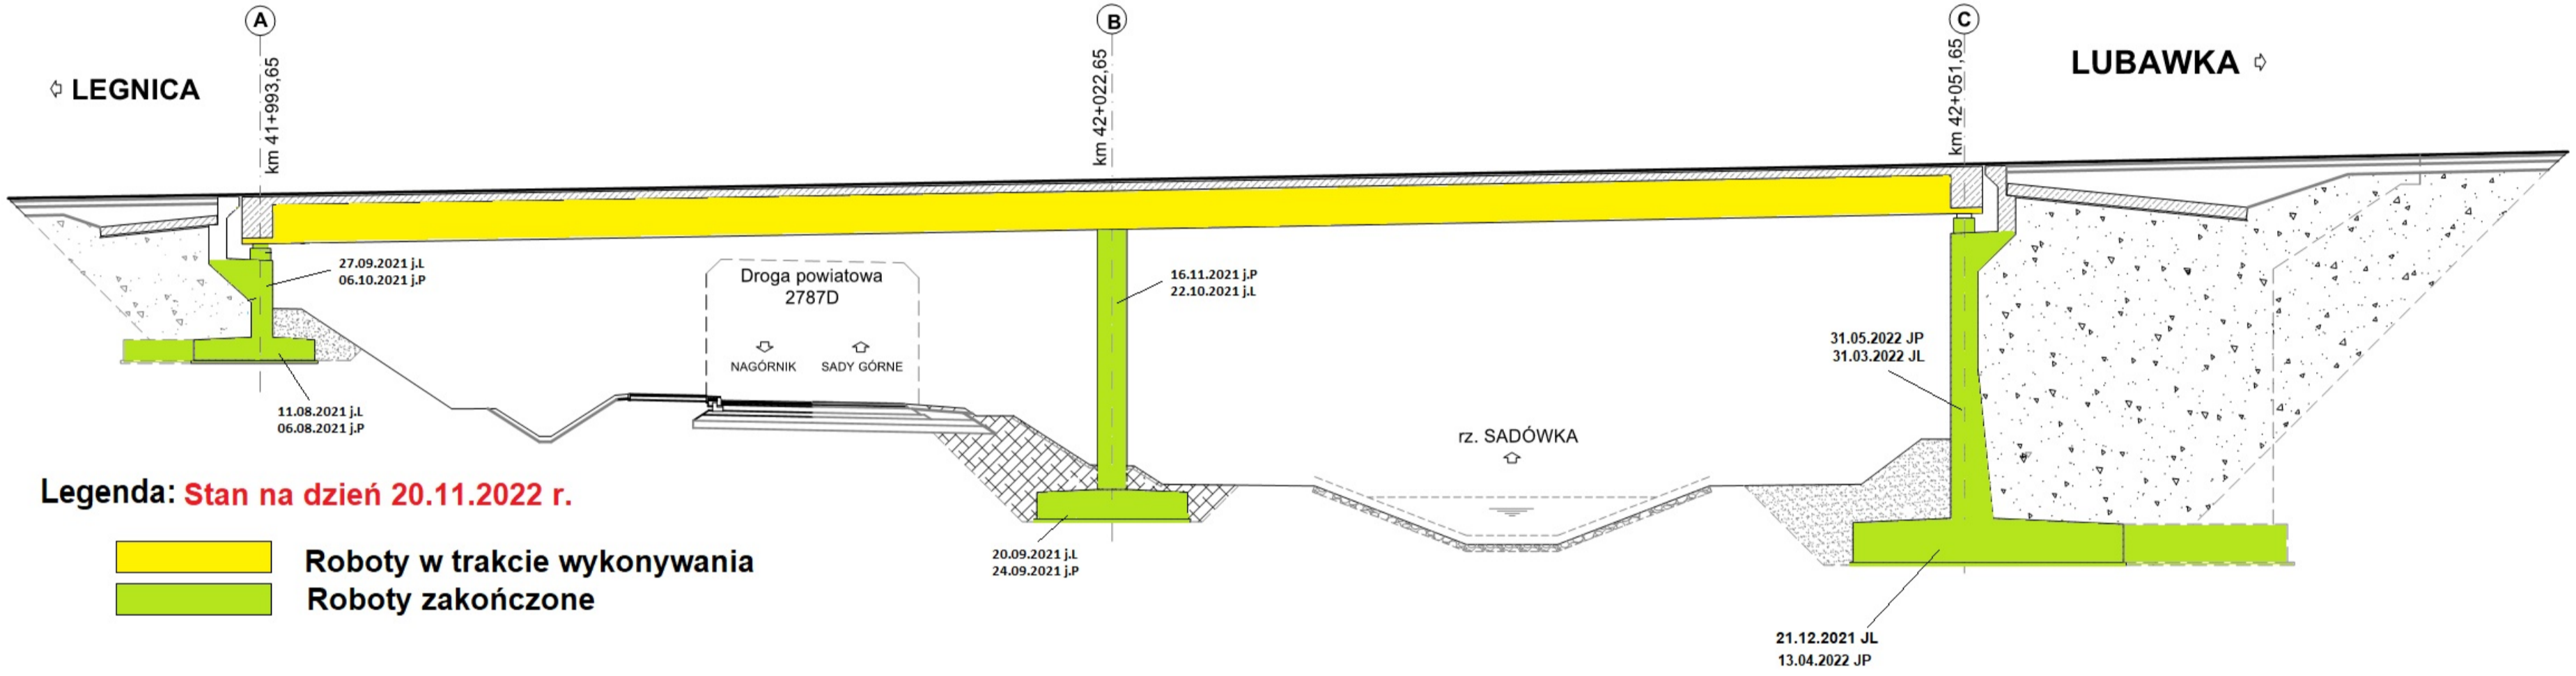 A
B
C
⇦ LEGNICA
km 41+993,65
km 42+022,65
km 42+051,65
LUBAWKA ⇨
27.09.2021 j.L
06.10.2021 j.P
Droga powiatowa
2787D
NAGÓRNIK
SADY GÓRNE
16.11.2021 j.P
22.10.2021 j.L
31.05.2022 JP
31.03.2022 JL
11.08.2021 j.L
06.08.2021 j.P
rz. SADÓWKA
Legenda: Stan na dzień 20.11.2022 r.
20.09.2021 j.L
24.09.2021 j.P
Roboty w trakcie wykonywania
Roboty zakończone
21.12.2021 JL
13.04.2022 JP